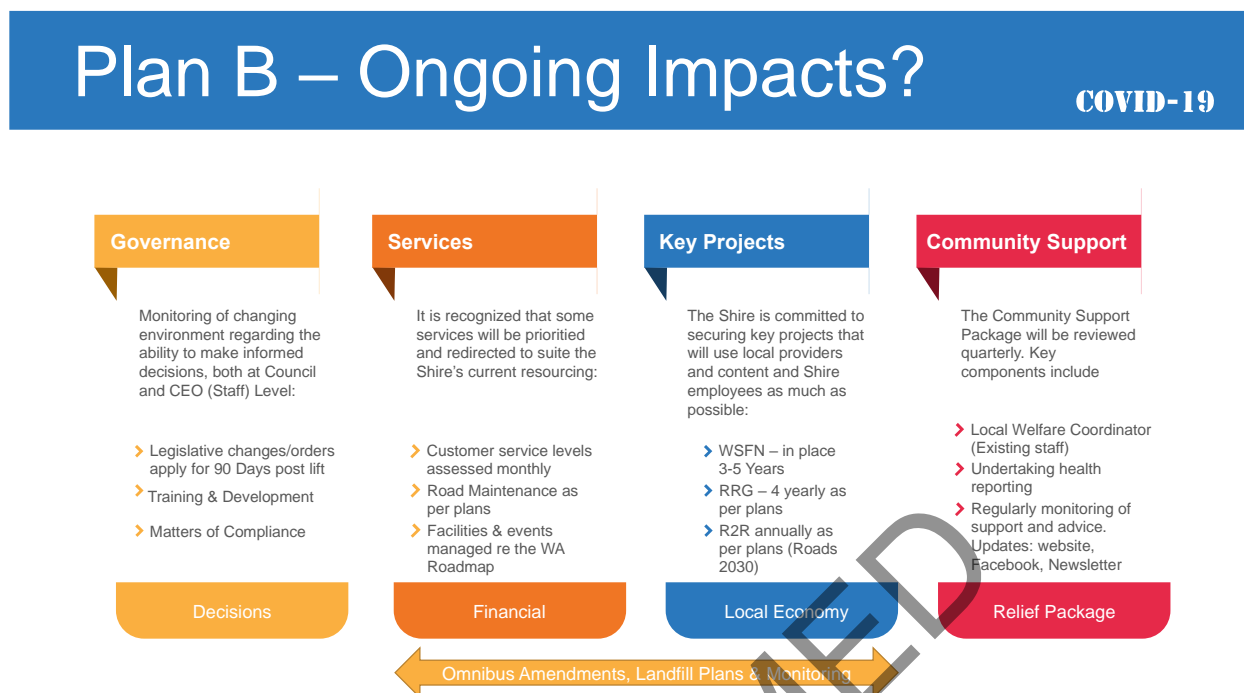 Plan B – Ongoing Impacts?
COVID-19
Governance
Monitoring of changing
environment regarding the
ability to make informed
decisions, both at Council
and CEO (Staff) Level:
Legislative changes/orders
apply for 90 Days post lift
Training & Development
Matters of Compliance
Decisions
Services
It is recognized that some
services will be prioritied
and redirected to suite the
Shire's current resourcing:
Customer service levels
assessed monthly
Road Maintenance as
per plans
Facilities & events
managed re the WA
Roadmap
Financial
Key Projects
The Shire is committed to
securing key projects that
will use local providers
and content and Shire
employees as much as
possible:
WSFN – in place
3-5 Years
RRG – 4 yearly as
per plans
R2R annually as
per plans (Roads
2030)
Local Economy
Community Support
The Community Support
Package will be reviewed
quarterly. Key
components include
Local Welfare Coordinator
(Existing staff)
Undertaking health
reporting
Regularly monitoring of
support and advice.
Updates: website,
Facebook, Newsletter
Relief Package
Omnibus Amendments, Landfill Plans & Monitoring